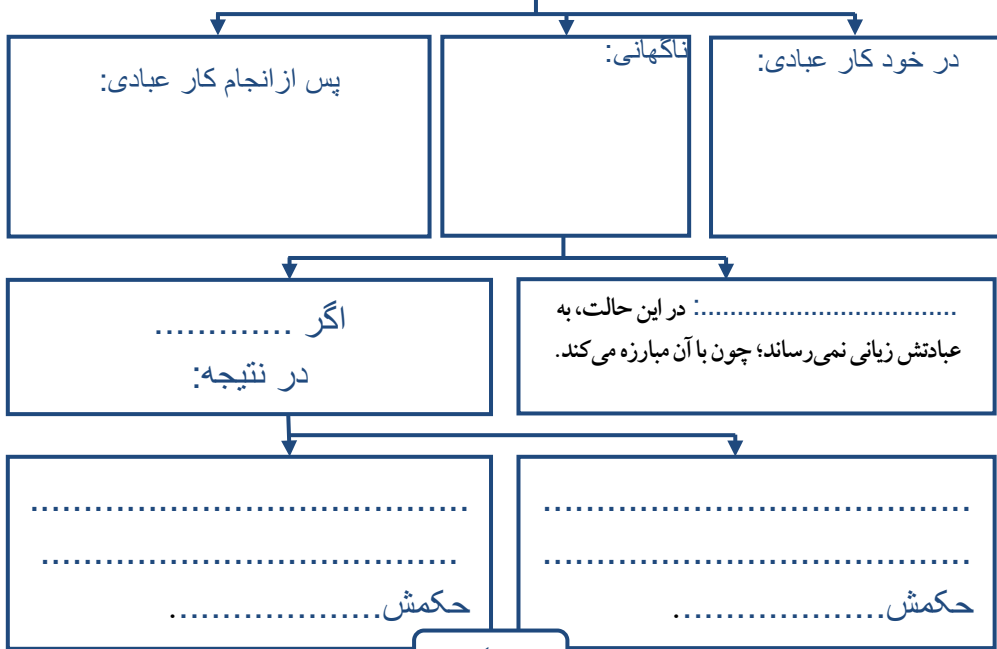 در خود کار عبادی:
ناگهانی:
پس از انجام کار عبادی:
..................................: در این حالت، به
عبادتش زیانی نمی‌رساند؛ چون با آن مبارزه می‌کند.
اگر .............
در نتیجه:
........................................
........................................
حکمش....................
.........................................
.......................................
حکمش....................